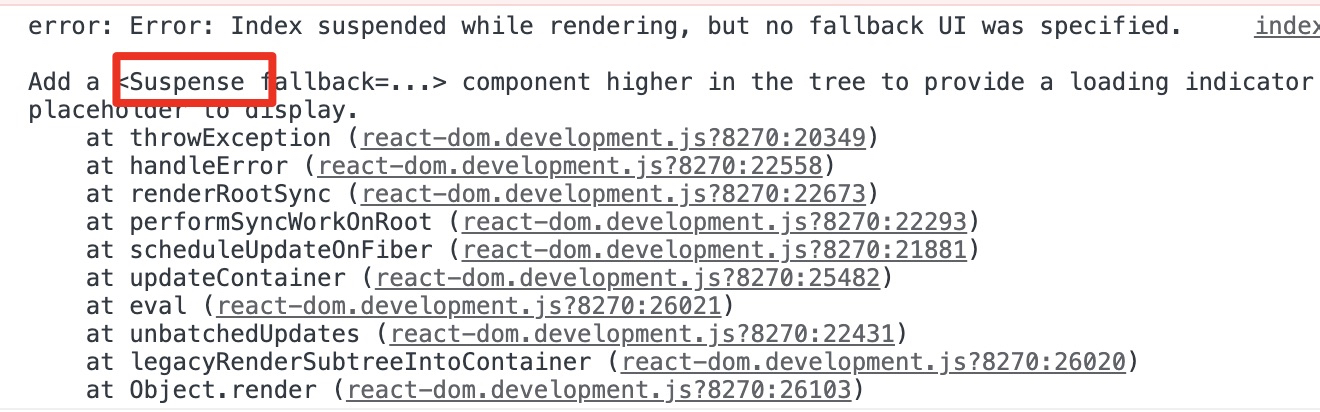 error: Error: Index suspended while rendering, but no fallback UI was specified. index
Add a <Suspense fallback=...> component higher in the tree to provide a loading indicator
placeholder to display.
at throwException (react-dom.development.js?8270:20349)
at handleError (react-dom.development.js?8270:22558)
at renderRootSync (react-dom.development.js?8270:22673)
at performSyncWorkOnRoot (react-dom.development.js?8270:22293)
at scheduleUpdateOnFiber (react-dom.development.js?8270:21881)
at updateContainer (react-dom.development.js?8270:25482)
at eval (react-dom.development.js?8270:26021)
at unbatchedUpdates (react-dom.development.js?8270:22431)
at legacyRenderSubtreeIntoContainer (react-dom.development.js?8270:26020)
at Object.render (react-dom.development.js?8270:26103)